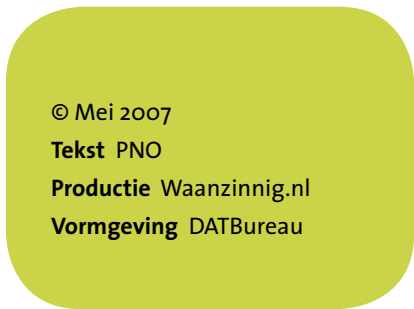 © Mei 2007
Tekst PNO
Productie Waanzinnig.nl
Vormgeving DATBureau